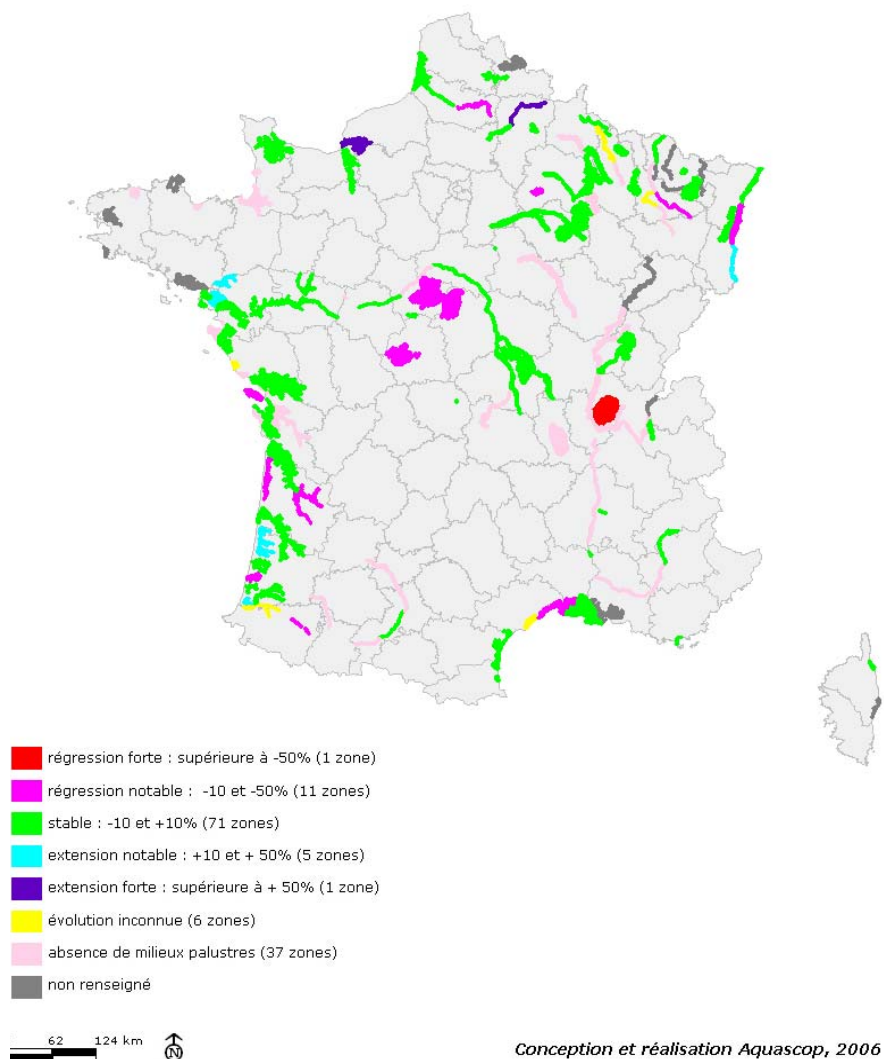 régression forte : supérieure à -50% (1 zone)
régression notable : -10 et -50% (11 zones)
stable : -10 et +10% (71 zones)
extension notable : +10 et + 50% (5 zones)
extension forte : supérieure à + 50% (1 zone)
évolution inconnue (6 zones)
absence de milieux palustres (37 zones)
non renseigné
62 124 km
N
Conception et réalisation Aquascop, 2006